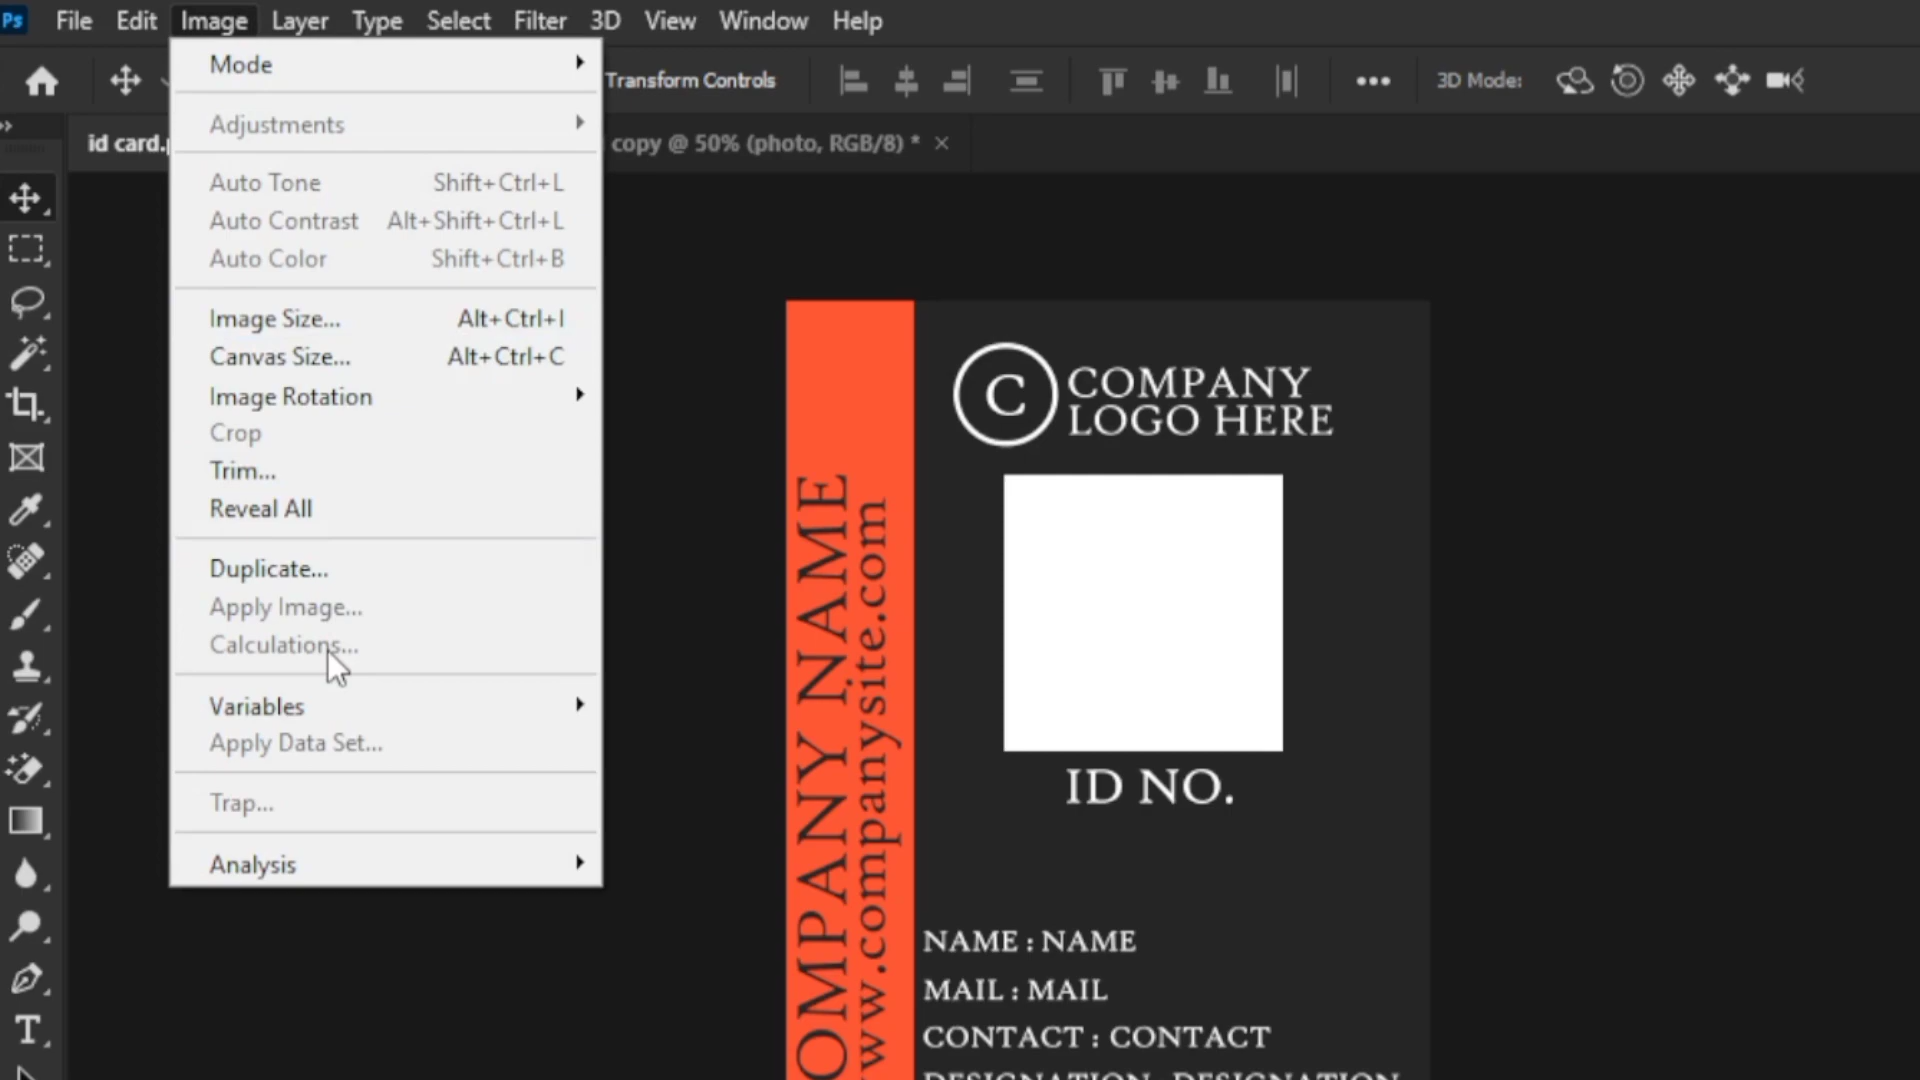 Ps File Edit Image Layer Type Select Filter 3D View Window Help
Transform Controls 3D Mode:
id card. copy @ 50% (photo, RGB/8) * ×
Mode
Adjustments
Auto Tone Shift+Ctrl+L
Auto Contrast Alt+Shift+Ctrl+L
Auto Color Shift+Ctrl+B
Image Size... Alt+Ctrl+I
Canvas Size... Alt+Ctrl+C
Image Rotation
Crop
Trim...
Reveal All
Duplicate...
Apply Image...
Calculations...
Variables
Apply Data Set...
Trap...
Analysis
C
COMPANY
LOGO HERE
OMPANY NAME
ww.companysite.com
ID NO.
NAME : NAME
MAIL : MAIL
CONTACT : CONTACT
DESIGNATION : DESIGNATION